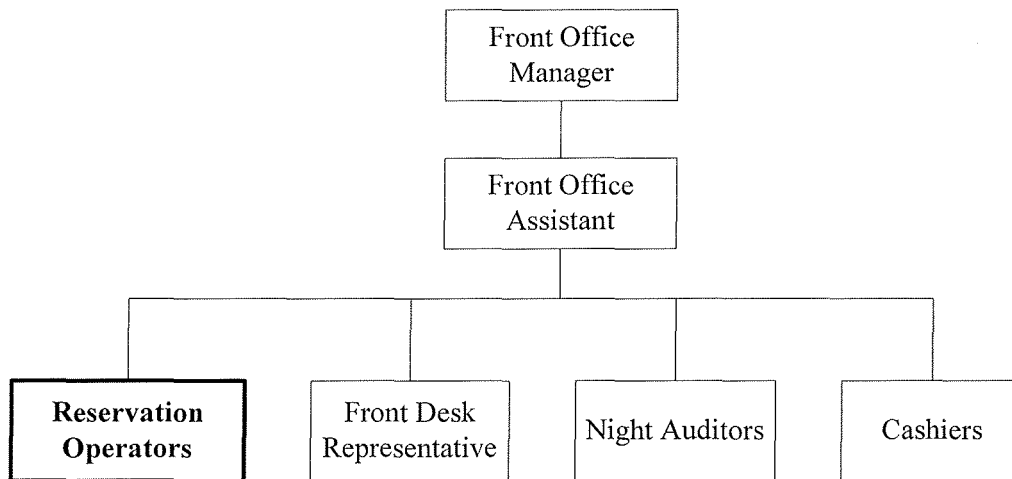 Front Office
Manager
Front Office
Assistant
Reservation
Operators
Front Desk
Representative
Night Auditors
Cashiers